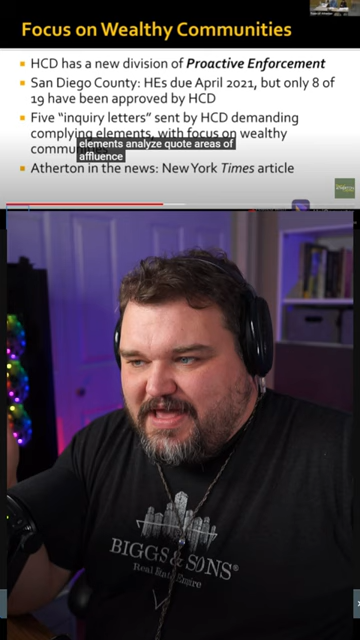 Focus on Wealthy Communities
HCD has a new division of Proactive Enforcement
San Diego County: HEs due April 2021, but only 8 of
19 have been approved by HCD
Five “inquiry letters” sent by HCD demanding
complying elements, with focus on wealthy
elements analyze quote areas of
affluence
Atherton in the news: New York Times article
BIGGS & SONS®
Real Estate Empire